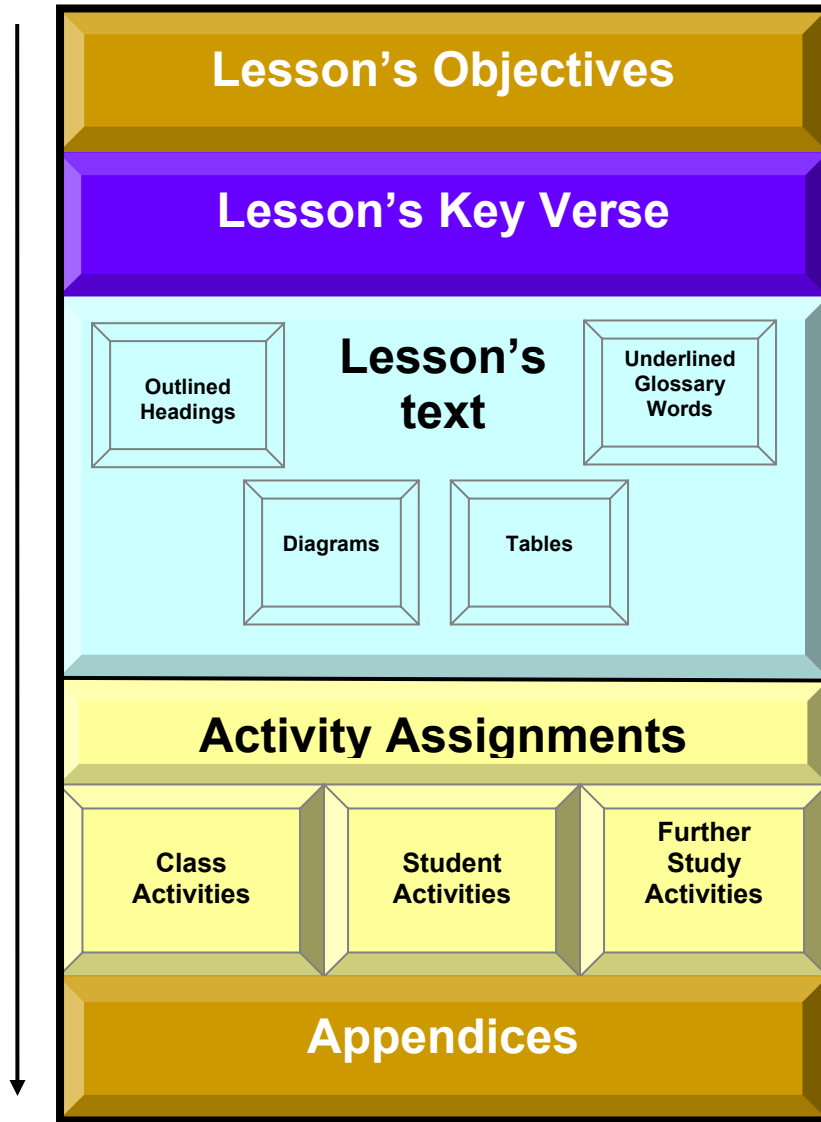 Lesson’s Objectives
Lesson’s Key Verse
Lesson’s
text
Outlined
Headings
Underlined
Glossary
Words
Diagrams
Tables
Activity Assignments
Class
Activities
Student
Activities
Further
Study
Activities
Appendices